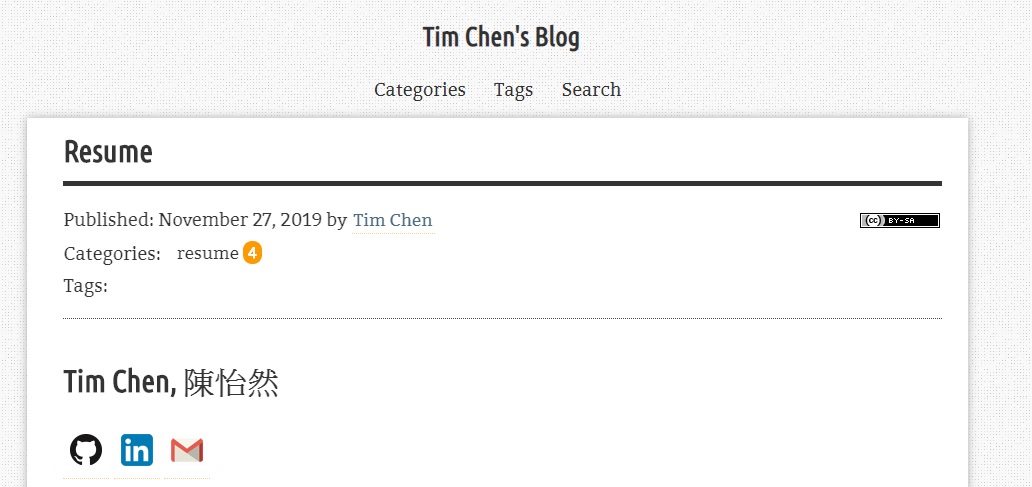 Tim Chen's Blog
Categories Tags Search
Resume
Published: November 27, 2019 by Tim Chen
(cc) BY-SA
Categories: resume 4
Tags:
Tim Chen, 陳怡然
in